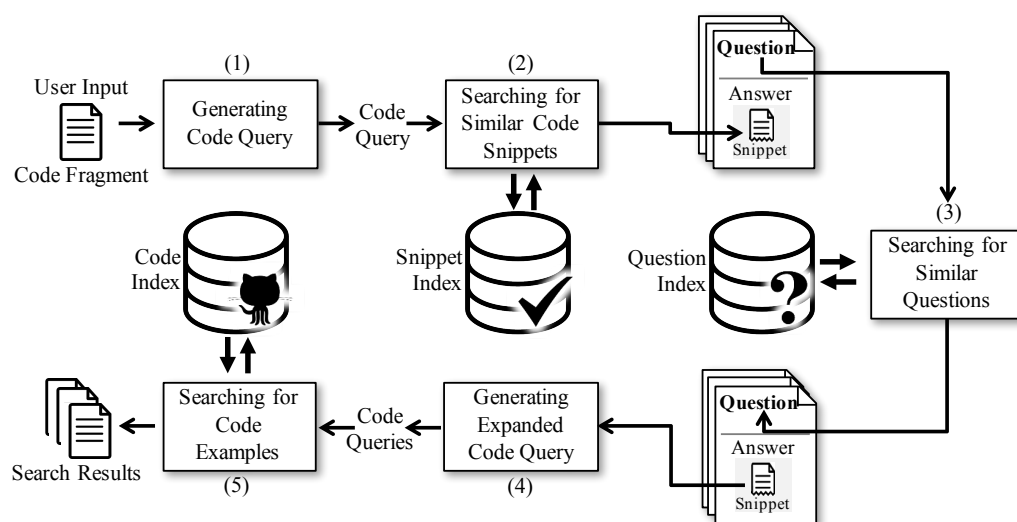 User Input
Code Fragment
(1)
Generating
Code Query
Code
Query
(2)
Searching for
Similar Code
Snippets
Question
Answer
Snippet
(3)
Searching for
Similar
Questions
Code
Index
Snippet
Index
Question
Index
?
Question
Answer
Snippet
Generating
Expanded
Code Query
(4)
Code
Queries
Searching for
Code
Examples
(5)
Search Results